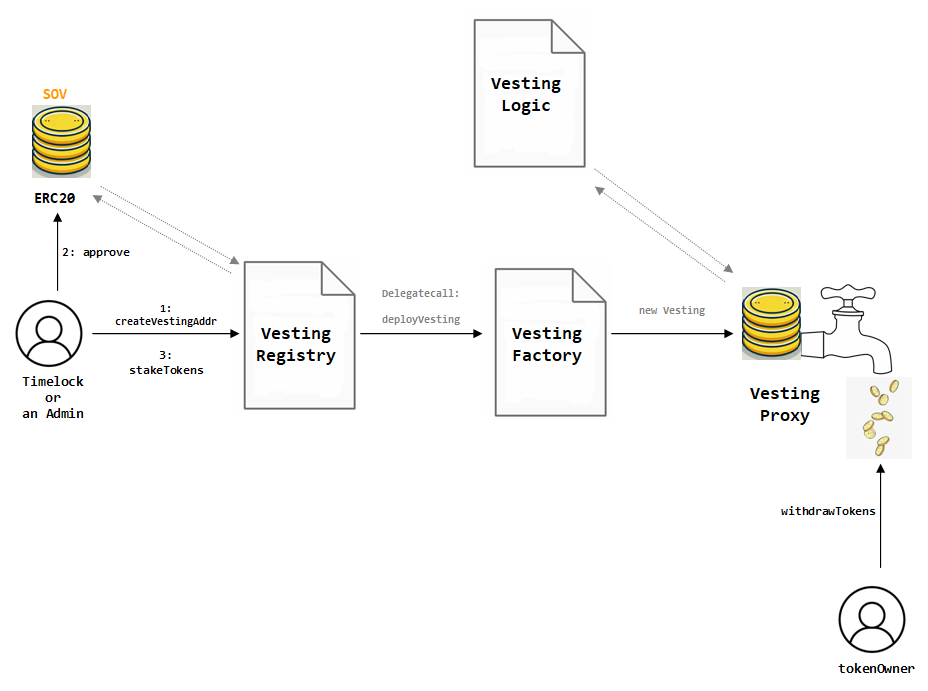 Vesting
Logic
SOV
ERC20
2: approve
1:
createVestingAddr
3:
stakeTokens
Timelock
or
an Admin
Vesting
Registry
Delegatecall:
deployVesting
Vesting
Factory
new Vesting
Vesting
Proxy
withdrawTokens
tokenOwner